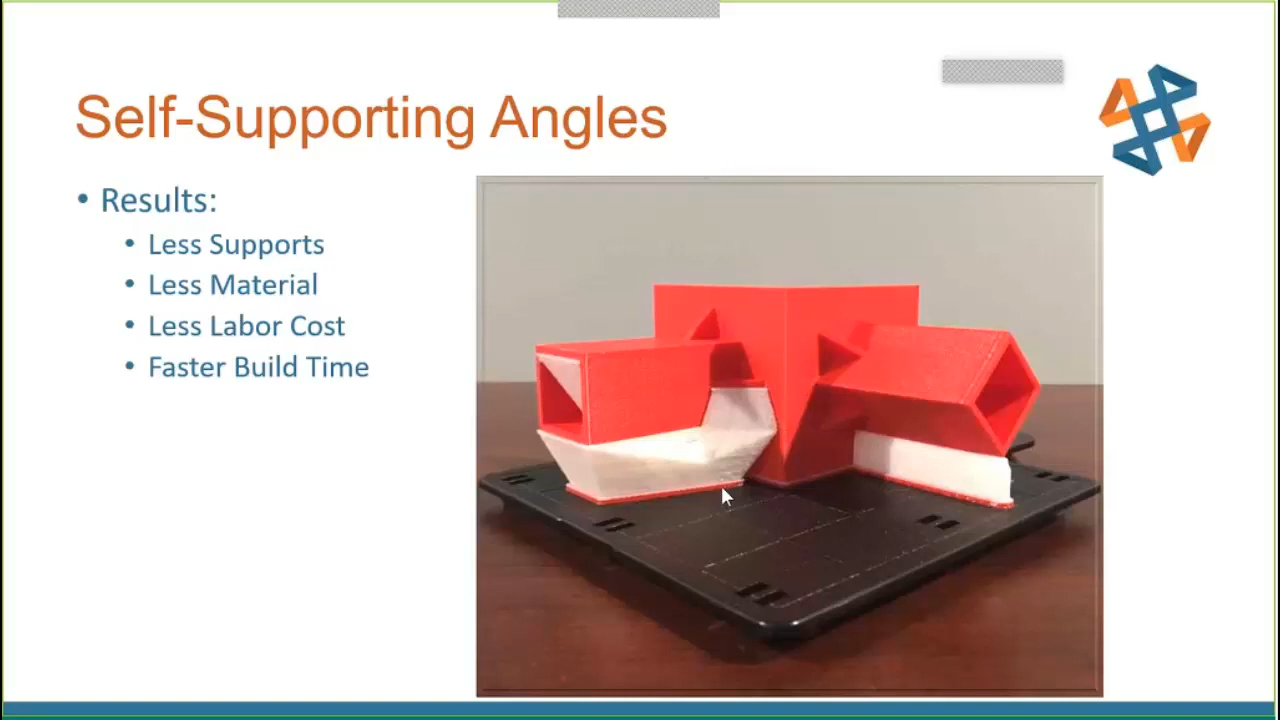 Self-Supporting Angles
• Results:
• Less Supports
• Less Material
• Less Labor Cost
• Faster Build Time